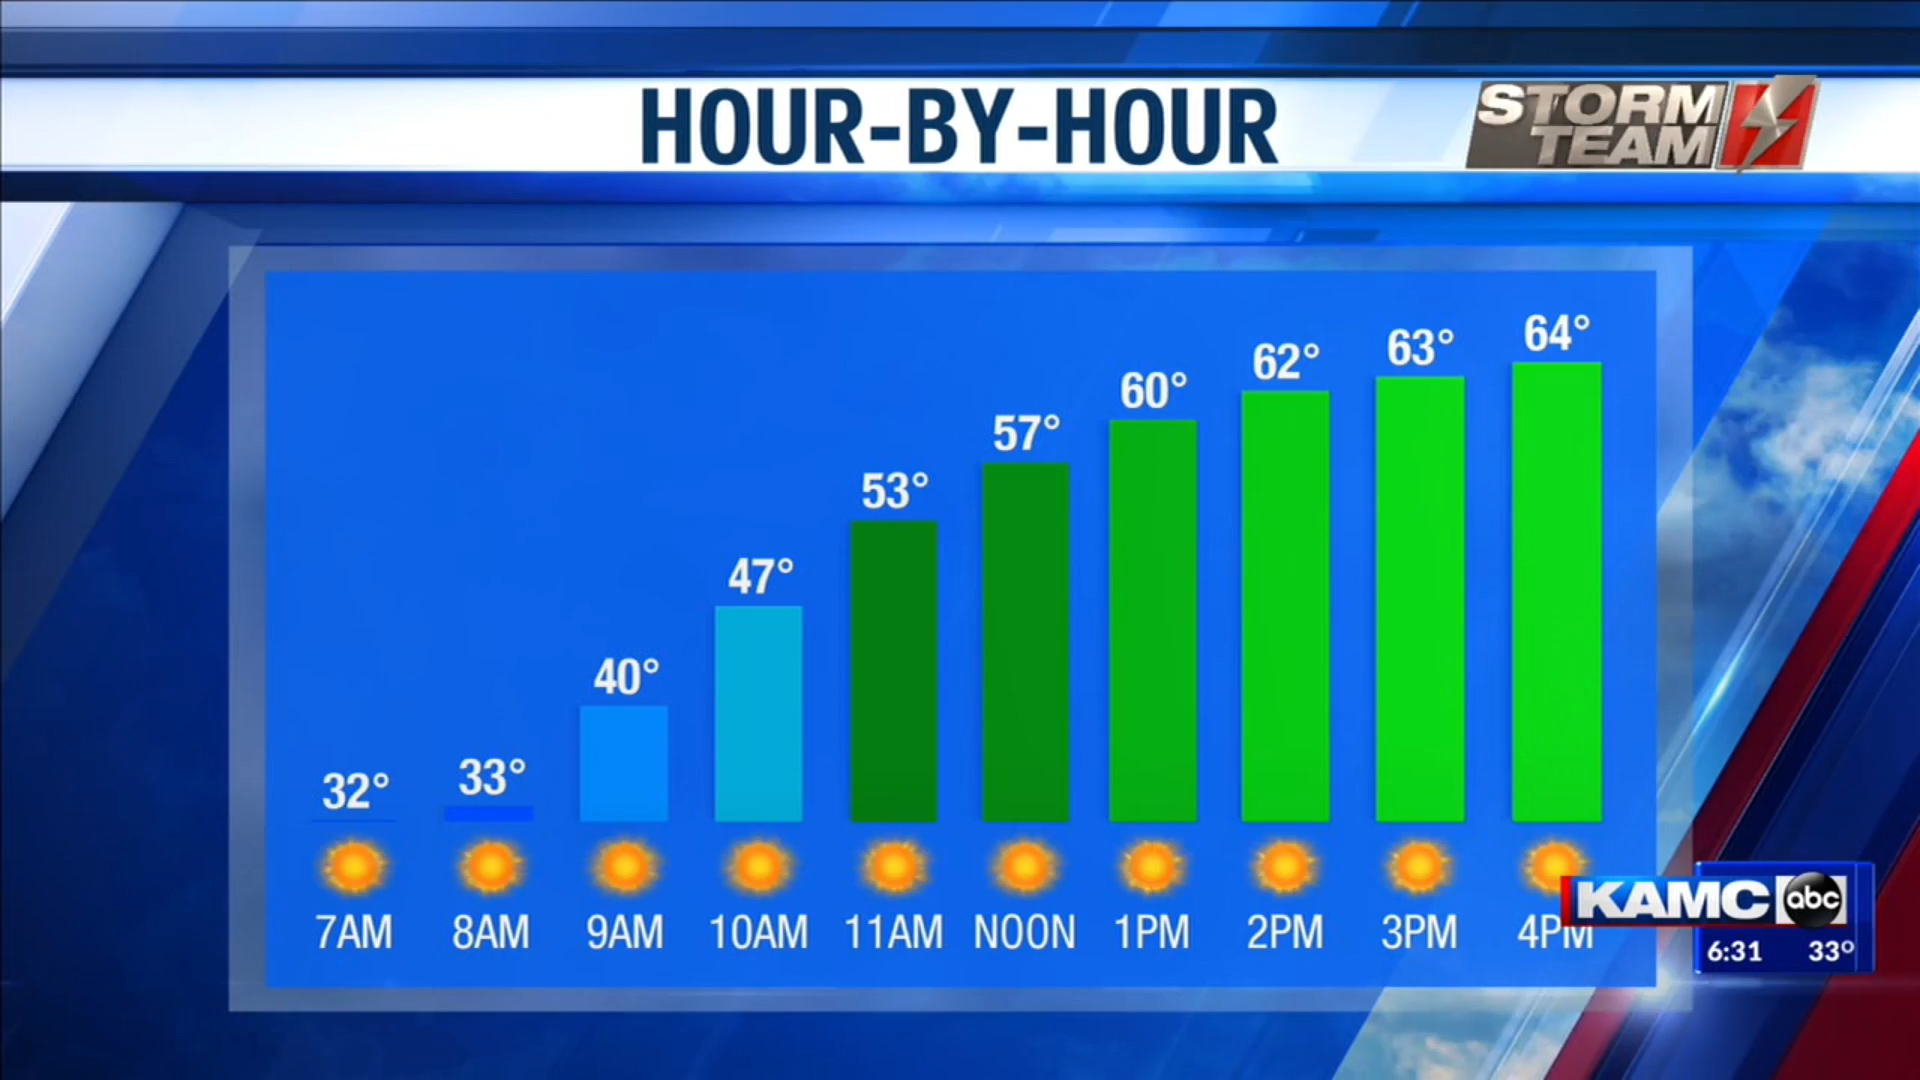 HOUR-BY-HOUR
STORM
TEAM
32° 33° 40° 47° 53° 57° 60° 62° 63° 64°
7AM 8AM 9AM 10AM 11AM NOON 1PM 2PM 3PM 4PM
KAMC abc
6:31 33°